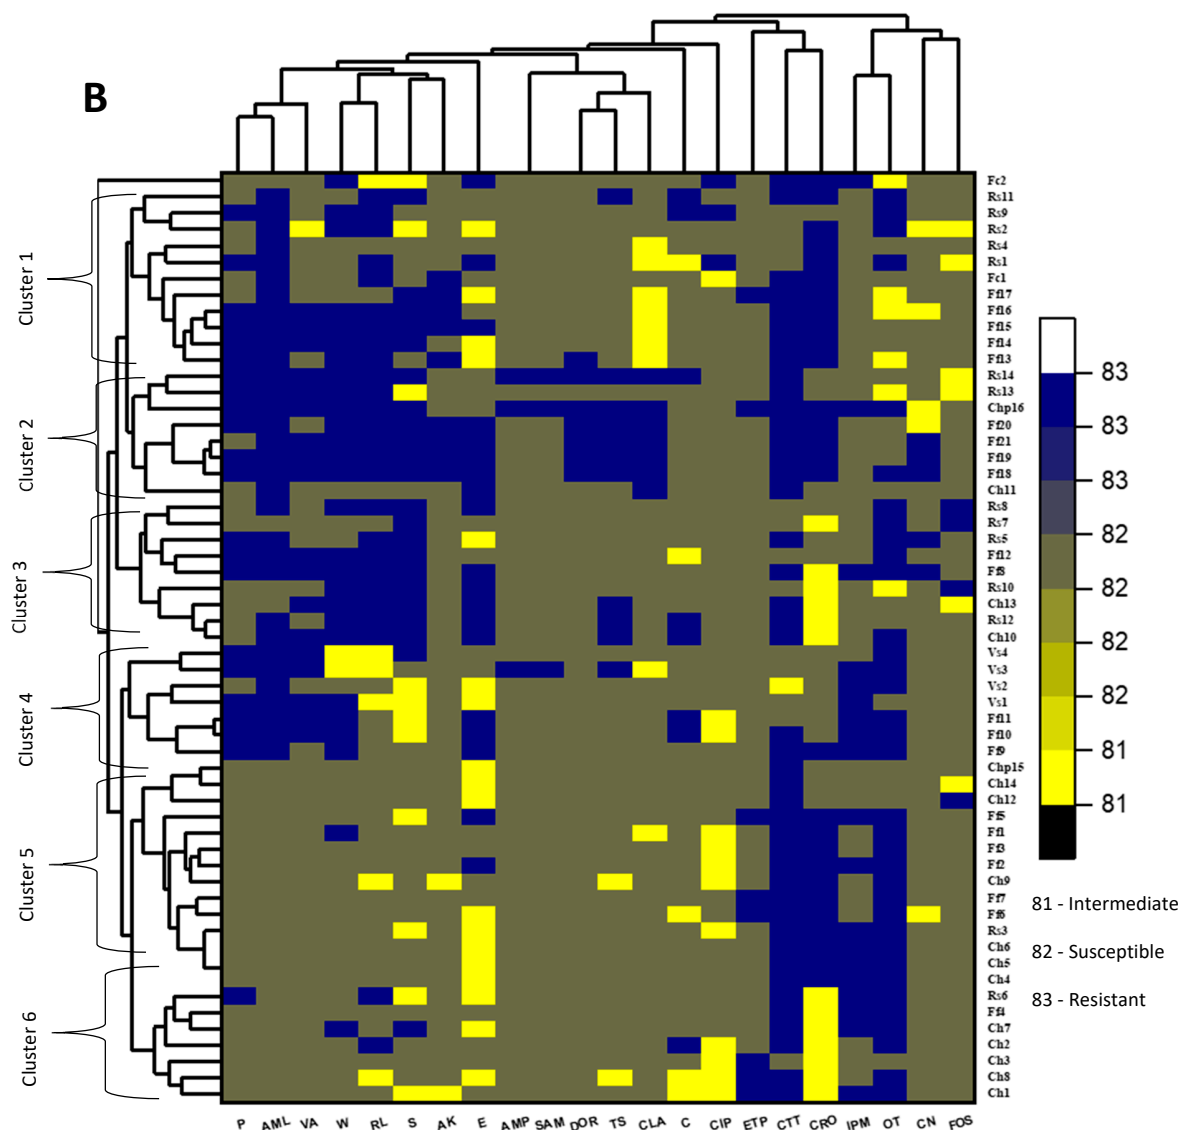 B
Fc2
Rs11
Rs9
Rs2
Rs4
Rs1
Fc1
Ff17
Ff16
Ff15
Ff14
Ff13
Rs14
Rs13
Chp16
Ff20
Ff21
Ff19
Ff18
Ch11
Rs8
Rs7
Rs5
Ff12
Ff8
Rs10
Ch13
Rs12
Ch10
Vs4
Vs3
Vs2
Vs1
Ff11
Ff10
Ff9
Chp15
Ch14
Ch12
Ff5
Ff1
Ff3
Ff2
Ch9
Ff7
Ff6
Rs3
Ch6
Ch5
Ch4
Rs6
Ff4
Ch7
Ch2
Ch3
Ch8
Ch1
Cluster 1
Cluster 2
Cluster 3
Cluster 4
Cluster 5
Cluster 6
P AML VA W RL S AK E AMP SAM DOR TS CLA C CIP ETP CTT CRO IPM OT CN FOS
83
83
83
82
82
82
82
81
81
81 - Intermediate
82 - Susceptible
83 - Resistant